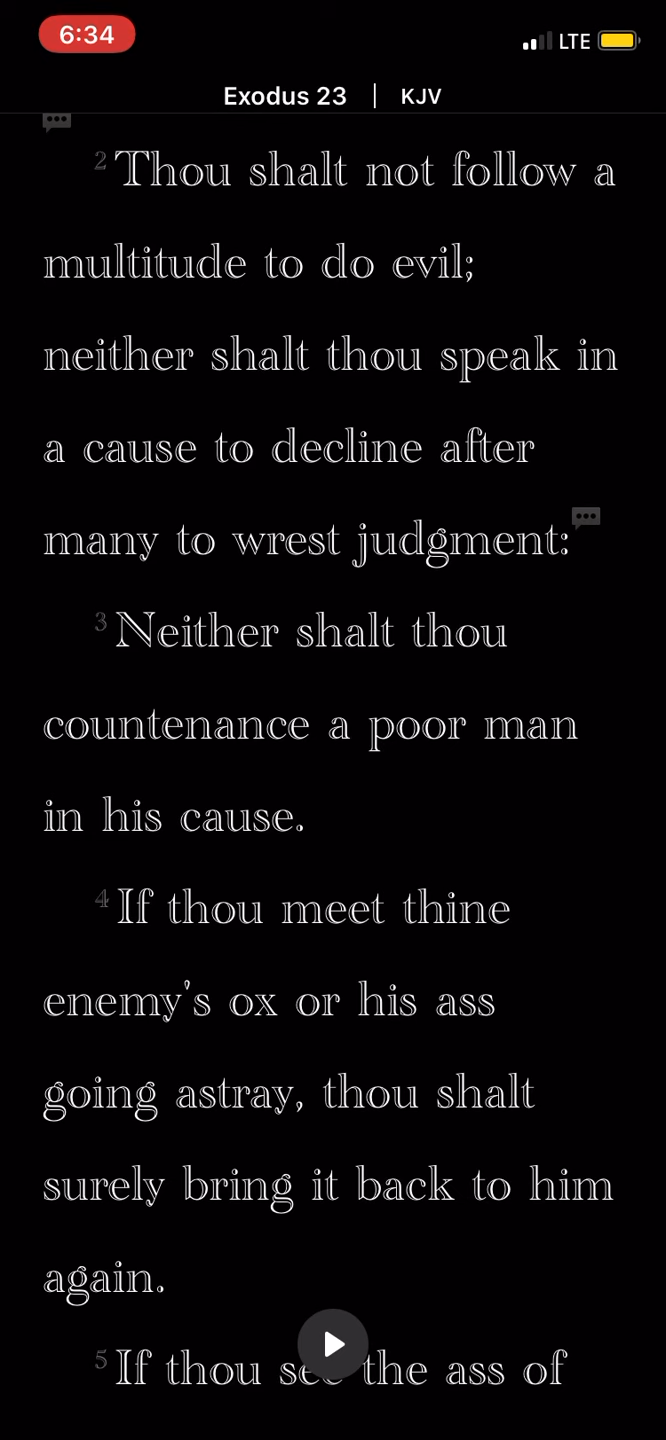 6:34 LTE
Exodus 23 | KJV
2 Thou shalt not follow a
multitude to do evil;
neither shalt thou speak in
a cause to decline after
many to wrest judgment:
3 Neither shalt thou
countenance a poor man
in his cause.
4 If thou meet thine
enemy's ox or his ass
going astray, thou shalt
surely bring it back to him
again.
5 If thou see the ass of